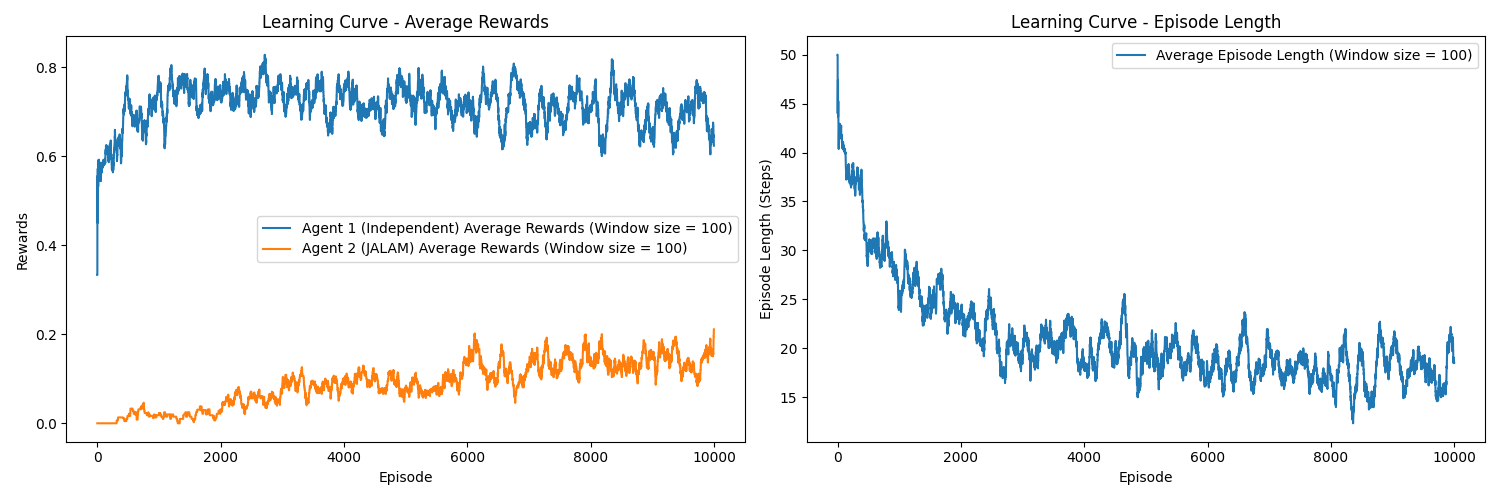 Learning Curve - Average Rewards
Rewards
0.8
0.6
0.4
0.2
0.0
Agent 1 (Independent) Average Rewards (Window size = 100)
Agent 2 (JALAM) Average Rewards (Window size = 100)
0 2000 4000 6000 8000 10000
Episode
Learning Curve - Episode Length
Episode Length (Steps)
50
45
40
35
30
25
20
15
Average Episode Length (Window size = 100)
0 2000 4000 6000 8000 10000
Episode